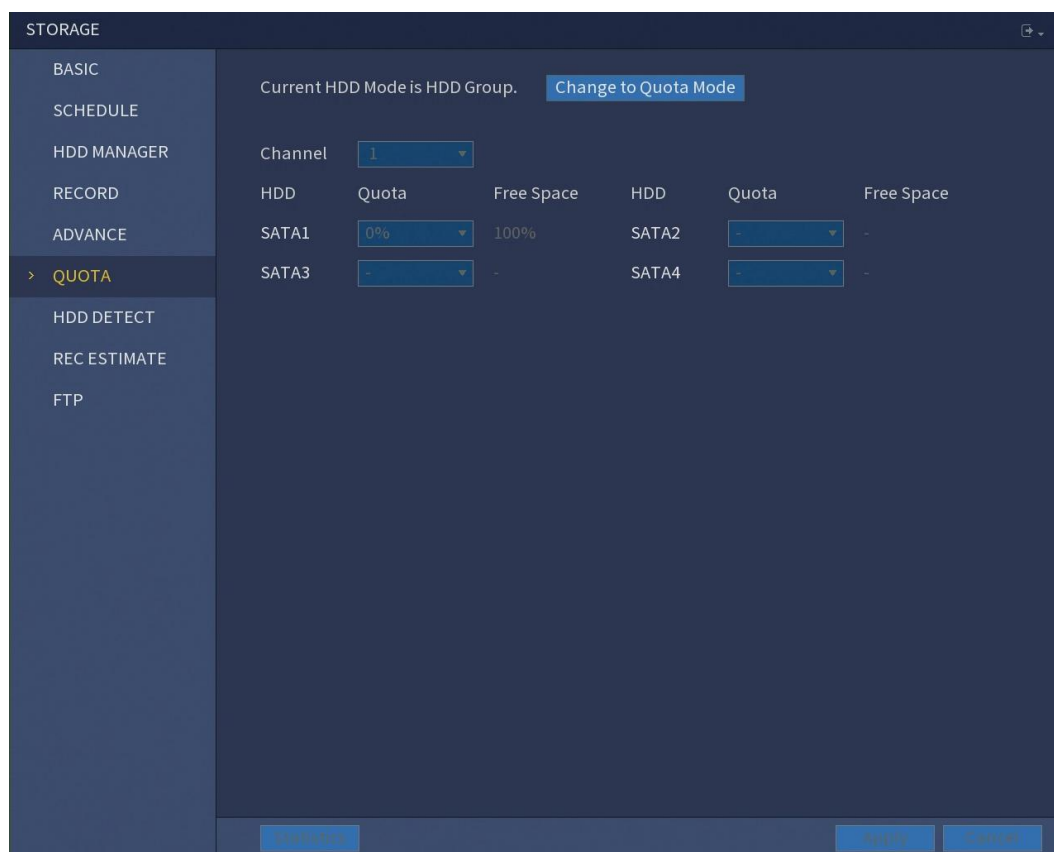 STORAGE
BASIC
SCHEDULE
HDD MANAGER
RECORD
ADVANCE
> QUOTA
HDD DETECT
REC ESTIMATE
FTP
Current HDD Mode is HDD Group. Change to Quota Mode
Channel 1
HDD Quota Free Space HDD Quota Free Space
SATA1 0% 100% SATA2 - -
SATA3 - - SATA4 - -